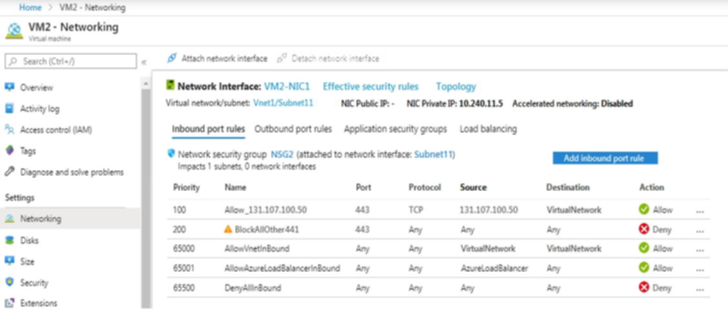 Home > VM2 - Networking
VM2 - Networking
Virtual machine
Search (Ctrl+/)
«
Attach network interface
Detach network interface
Overview
Activity log
Access control (IAM)
Tags
Diagnose and solve problems
Settings
Networking
Disks
Size
Security
Extensions
Network Interface: VM2-NIC1 Effective security rules Topology
Virtual network/subnet: Vnet1/Subnet11 NIC Public IP: - NIC Private IP: 10.240.11.5 Accelerated networking: Disabled
Inbound port rules Outbound port rules Application security groups Load balancing
Network security group NSG2 (attached to network interface: Subnet11)
Impacts 1 subnets, 0 network interfaces
Add inbound port rule
Priority Name Port Protocol Source Destination Action
100 Allow_131.107.100.50 443 TCP 131.107.100.50 VirtualNetwork Allow ...
200 BlockAllOther441 443 Any Any Any Deny ...
65000 AllowVnetInBound Any Any VirtualNetwork VirtualNetwork Allow ...
65001 AllowAzureLoadBalancerInBound Any Any AzureLoadBalancer Any Allow ...
65500 DenyAllInBound Any Any Any Any Deny ...